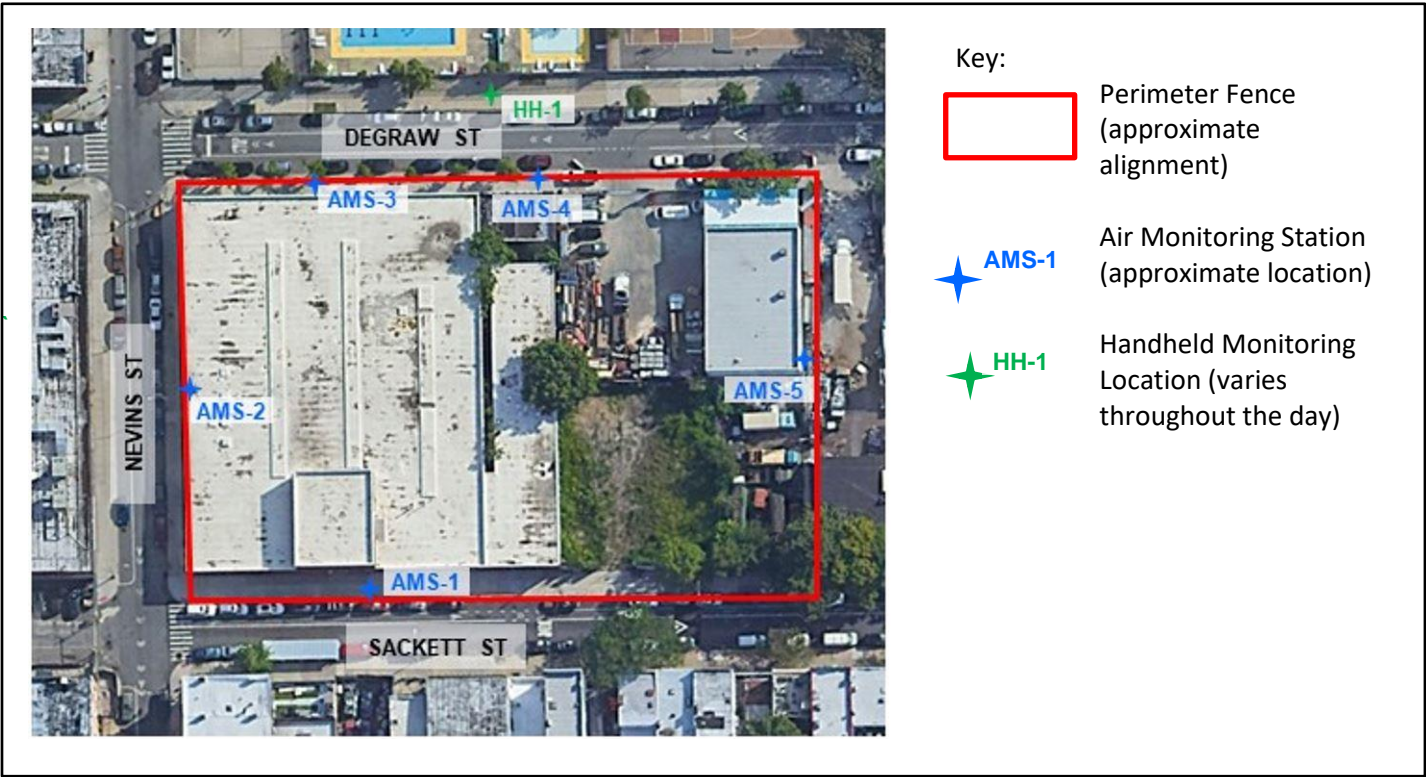 HH-1
DEGRAW ST
AMS-3
AMS-4
NEVINS ST
AMS-2
AMS-5
AMS-1
SACKETT ST
Key:
Perimeter Fence
(approximate
alignment)
AMS-1
Air Monitoring Station
(approximate location)
HH-1
Handheld Monitoring
Location (varies
throughout the day)